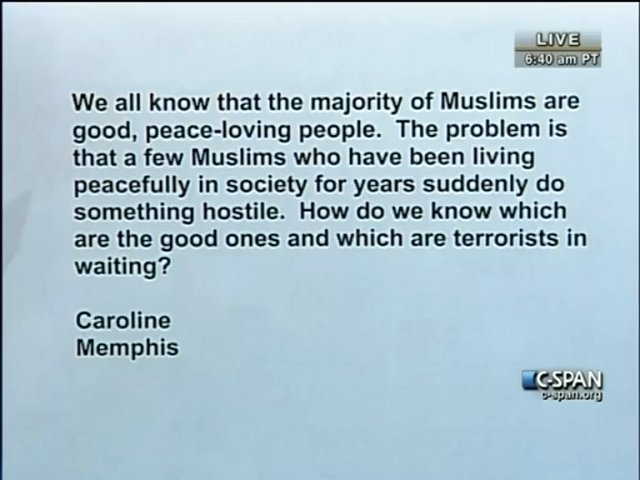 LIVE
6:40 am PT
We all know that the majority of Muslims are
good, peace-loving people.  The problem is
that a few Muslims who have been living
peacefully in society for years suddenly do
something hostile.  How do we know which
are the good ones and which are terrorists in
waiting?
Caroline
Memphis
C-SPAN
c-span.org